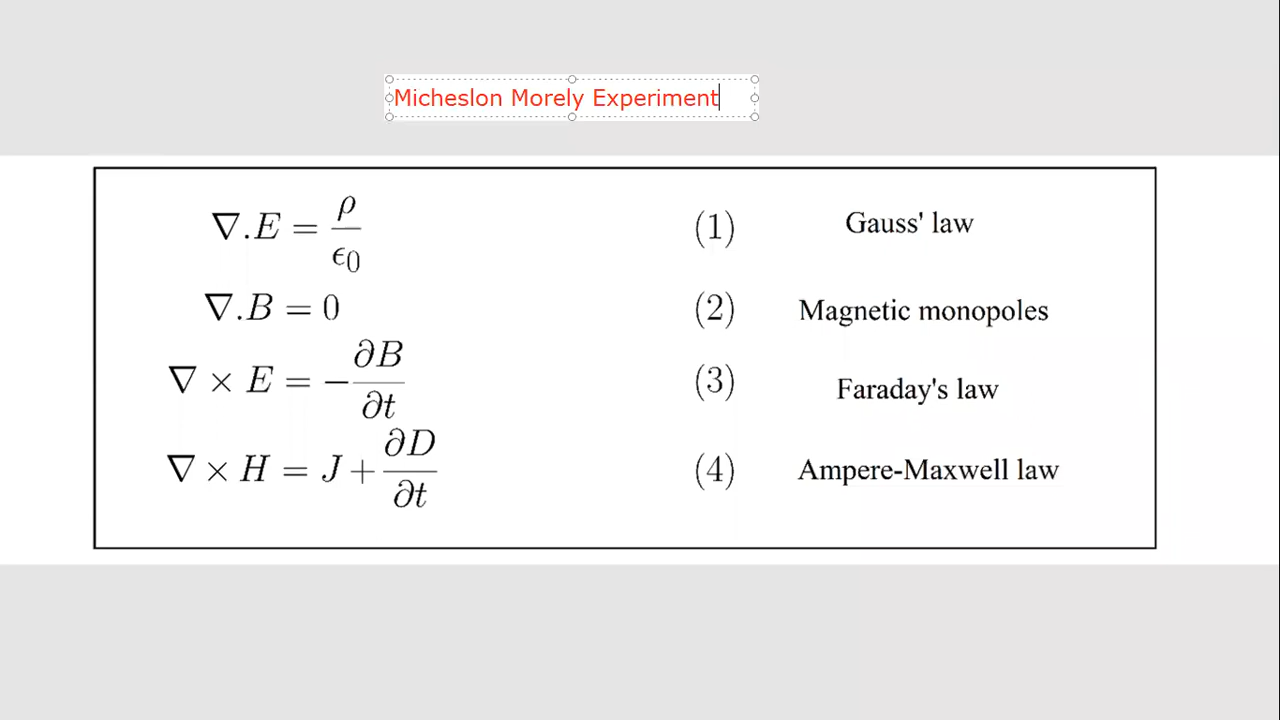 Micheslon Morely Experiment
∇.E = ρ/ϵ₀ (1) Gauss' law
∇.B = 0 (2) Magnetic monopoles
∇ × E = −∂B/∂t (3) Faraday's law
∇ × H = J + ∂D/∂t (4) Ampere-Maxwell law